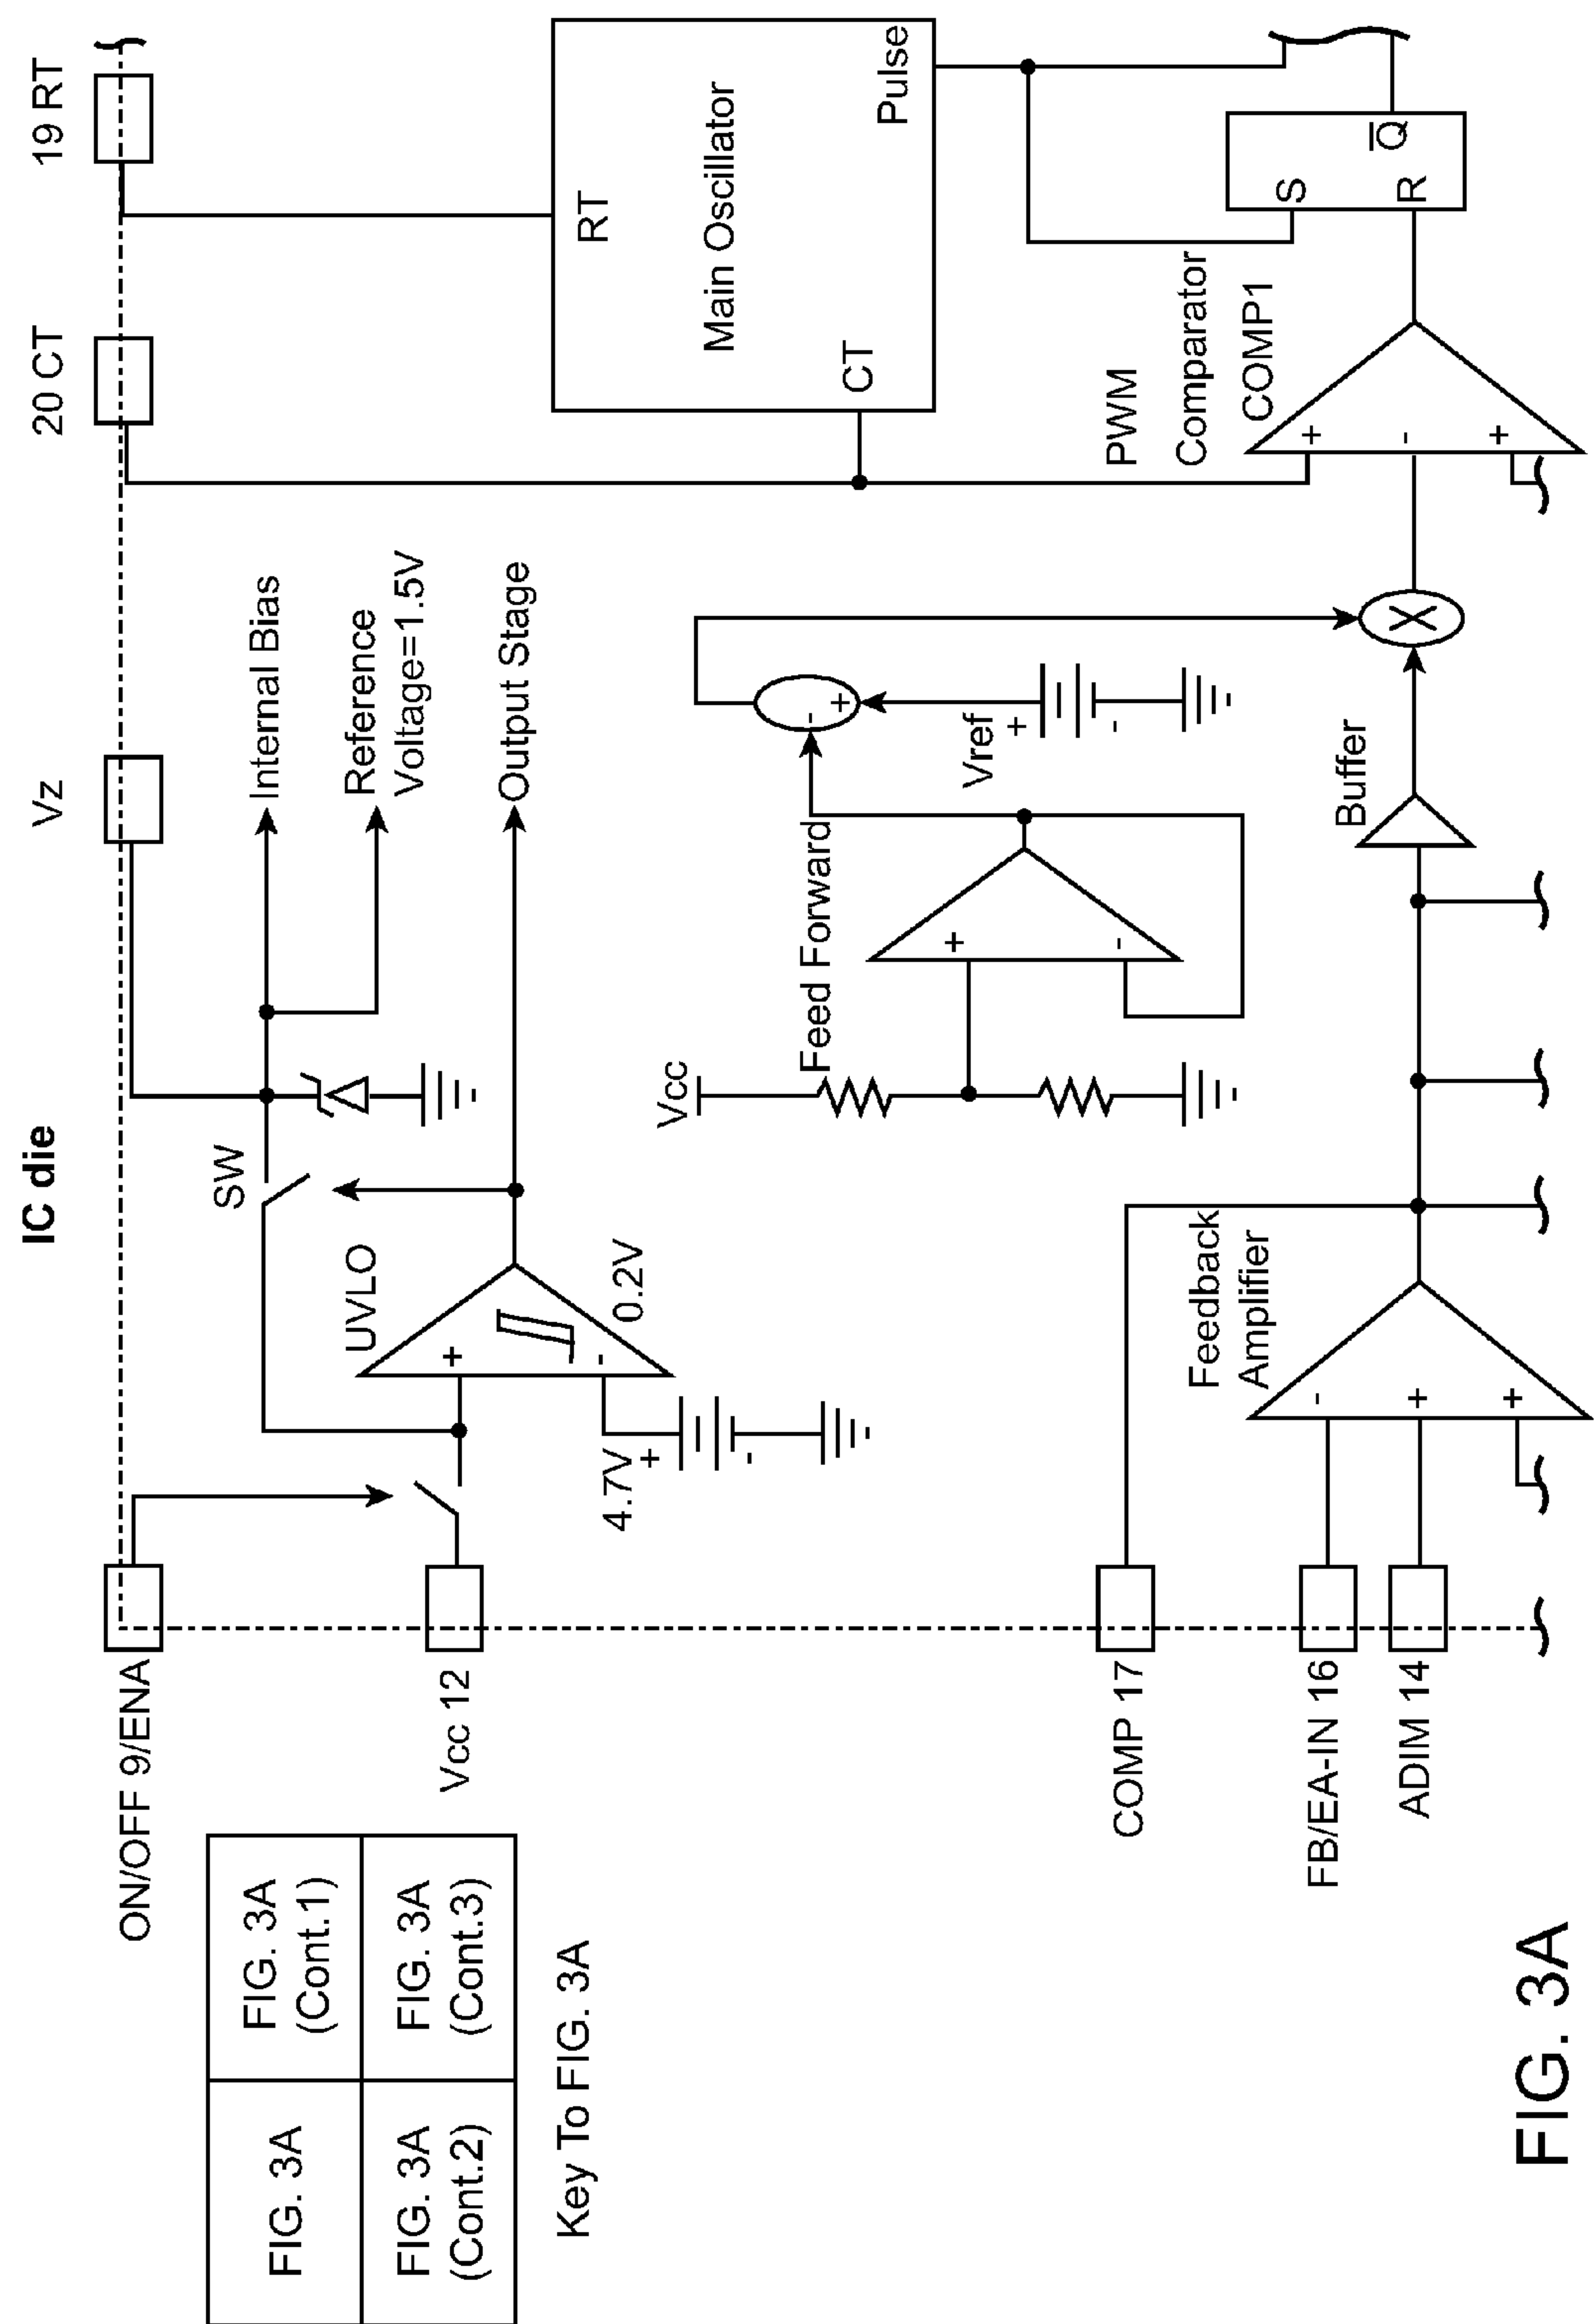 IC die
ON/OFF 9/ENA
Vz
20 CT
19 RT
SW
Internal Bias
Reference
Voltage=1.5V
Output Stage
UVLO
+
-
0.2V
4.7V
+
-
Vcc 12
RT
Main Oscillator
CT
Pulse
Vcc
Feed Forward
+
-
-
+
Vref
+
-
PWM
Comparator
COMP1
+
-
+
S
R
Q
X
Buffer
Feedback
Amplifier
-
+
+
COMP 17
FB/EA-IN 16
ADIM 14
FIG. 3A
FIG. 3A
(Cont.1)
FIG. 3A
(Cont.2)
FIG. 3A
(Cont.3)
Key To FIG. 3A
FIG. 3A